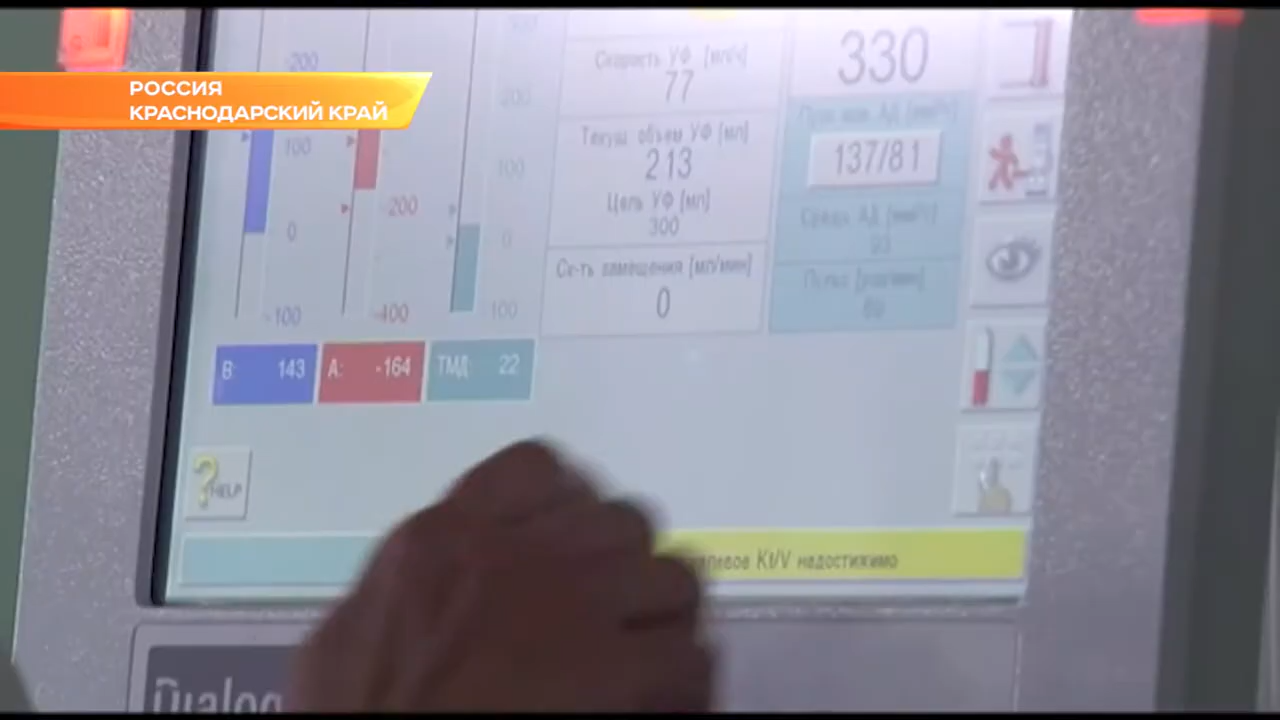 РОССИЯ
КРАСНОДАРСКИЙ КРАЙ
200
100
0
-100
-200
-400
200
100
0
100
Скорость УФ [мл/ч]
77
Текущ объем УФ [мл]
213
Цель УФ [мл]
300
Ск-ть замещения [мл/мин]
0
330
137/81
В: 143
А: -164
ТМД: 22
? HELP
Kt/V надостижимо
Dialog